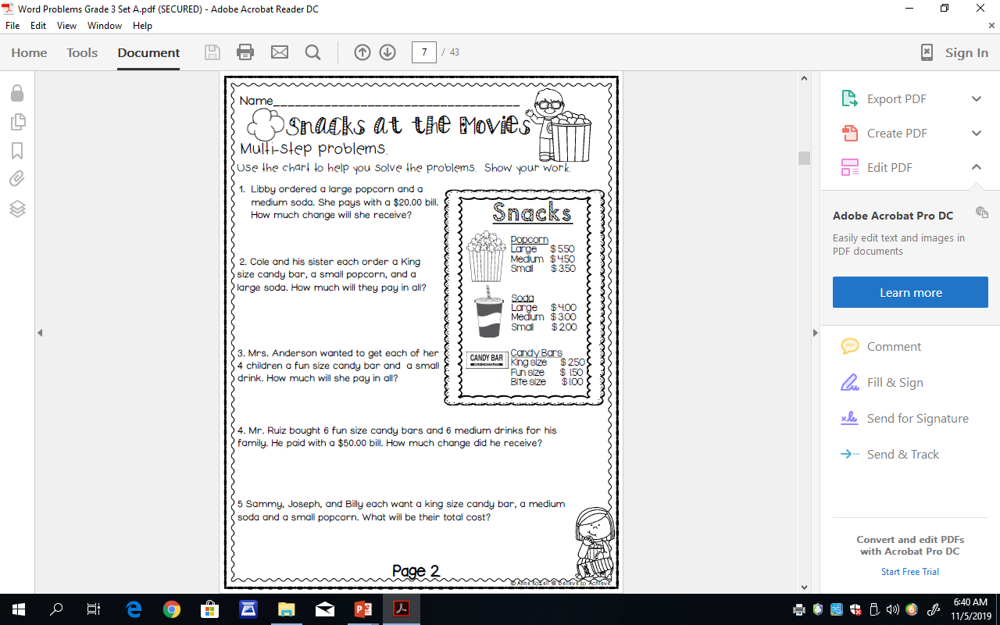 Word Problems Grade 3 Set A.pdf (SECURED) - Adobe Acrobat Reader DC
File Edit View Window Help
Home Tools Document 7 / 43 Sign In
Name
Snacks at the Movies
Multi-step problems.
Use the chart to help you solve the problems. Show your work.
1. Libby ordered a large popcorn and a
medium soda. She pays with a $20.00 bill.
How much change will she receive?
2. Cole and his sister each order a King
size candy bar, a small popcorn, and a
large soda. How much will they pay in all?
3. Mrs. Anderson wanted to get each of her
4 children a fun size candy bar and a small
drink. How much will she pay in all?
Snacks
Popcorn
Large $5.50
Medium $4.50
Small $3.50
Soda
Large $4.00
Medium $3.00
Small $2.00
CANDY BAR
MILK CHOCOLATE
Candy Bars
King size $2.50
Fun size $1.50
Bite size $1.00
4. Mr. Ruiz bought 6 fun size candy bars and 6 medium drinks for his
family. He paid with a $50.00 bill. How much change did he receive?
5 Sammy, Joseph, and Billy each want a king size candy bar, a medium
soda and a small popcorn. What will be their total cost?
Page 2
© Anne Rozell @ Believe to Achieve
Export PDF
Create PDF
Edit PDF
Adobe Acrobat Pro DC
Easily edit text and images in
PDF documents
Learn more
Comment
Fill & Sign
Send for Signature
Send & Track
Convert and edit PDFs
with Acrobat Pro DC
Start Free Trial
6:40 AM
11/5/2019